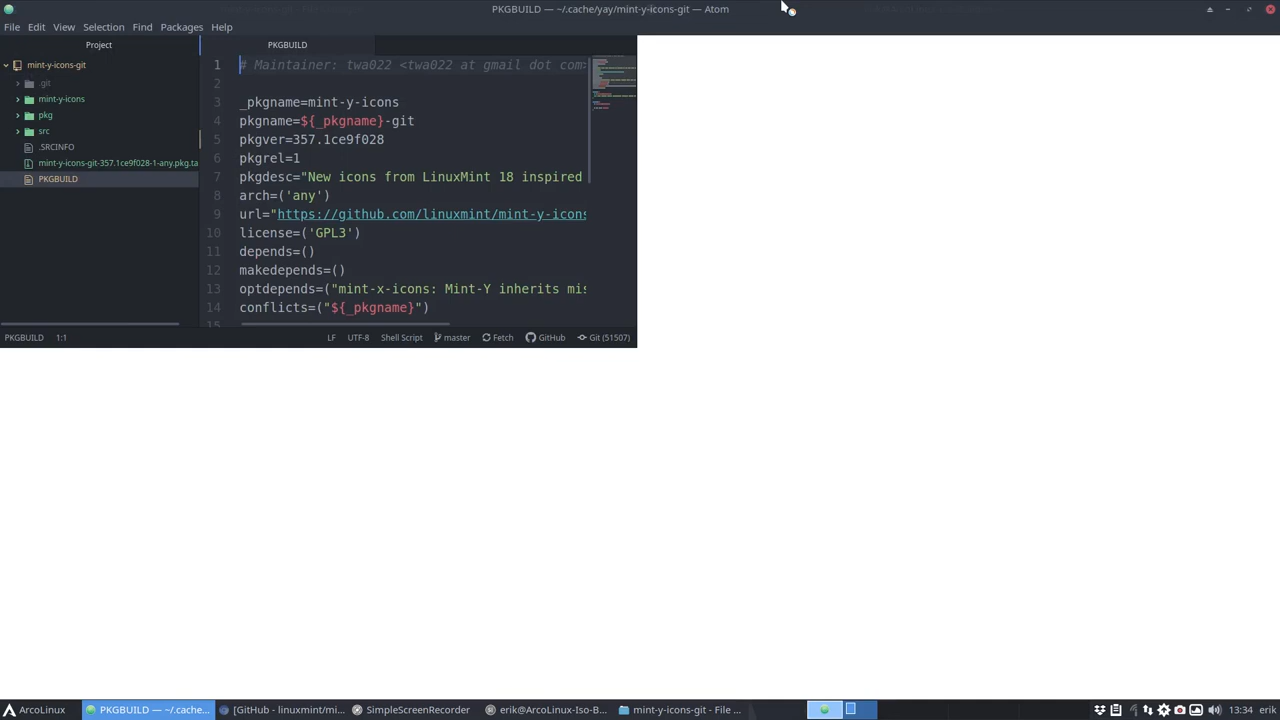 PKGBUILD — ~/.cache/yay/mint-y-icons-git — Atom
File Edit View Selection Find Packages Help
Project
mint-y-icons-git
.git
mint-y-icons
pkg
src
.SRCINFO
mint-y-icons-git-357.1ce9f028-1-any.pkg.ta
PKGBUILD
PKGBUILD
1 # Maintainer: twa022 <twa022 at gmail dot com>
2
3 _pkgname=mint-y-icons
4 pkgname=${_pkgname}-git
5 pkgver=357.1ce9f028
6 pkgrel=1
7 pkgdesc="New icons from LinuxMint 18 inspired
8 arch=('any')
9 url="https://github.com/linuxmint/mint-y-icons
10 license=('GPL3')
11 depends=()
12 makedepends=()
13 optdepends=("mint-x-icons: Mint-Y inherits mis
14 conflicts=("${_pkgname}")
15
PKGBUILD 1:1 LF UTF-8 Shell Script master Fetch GitHub Git (51507)
ArcoLinux PKGBUILD — ~/.cache... [GitHub - linuxmint/mi... SimpleScreenRecorder erik@ArcoLinux-Iso-B... mint-y-icons-git - File ... 13:34 erik